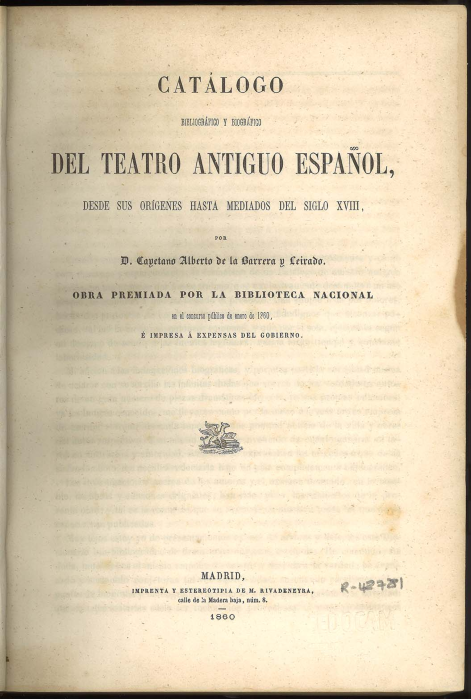 CATÁLOGO
BIBLIOGRÁFICO Y BIOGRÁFICO
DEL TEATRO ANTIGUO ESPAÑOL,
DESDE SUS ORÍGENES HASTA MEDIADOS DEL SIGLO XVIII,
POR
D. Cayetano Alberto de la Barrera y Leirado.
OBRA PREMIADA POR LA BIBLIOTECA NACIONAL
en el concurso público de enero de 1860,
É IMPRESA Á EXPENSAS DEL GOBIERNO.
MADRID,
IMPRENTA Y ESTEREOTIPIA DE M. RIVADENEYRA,
calle de la Madera baja, núm. 8.
1860
R-42781